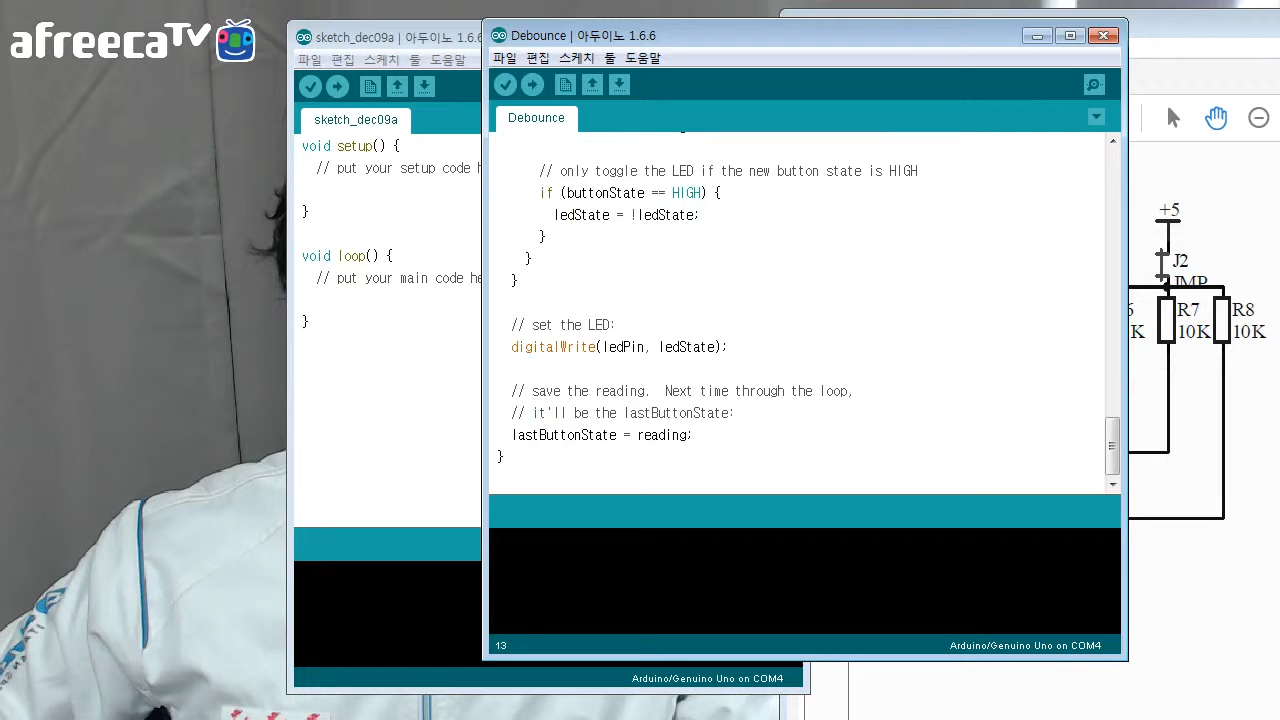 afreecaTV
sketch_dec09a | 아두이노 1.6.6
파일 편집 스케치 툴 도움말
sketch_dec09a
void setup() {
// put your setup code h
}
void loop() {
// put your main code he
}
Arduino/Genuino Uno on COM4
Debounce | 아두이노 1.6.6
파일 편집 스케치 툴 도움말
Debounce
// only toggle the LED if the new button state is HIGH
if (buttonState == HIGH) {
ledState = !ledState;
}
}
}
// set the LED:
digitalWrite(ledPin, ledState);
// save the reading.  Next time through the loop,
// it'll be the lastButtonState:
lastButtonState = reading;
}
13
Arduino/Genuino Uno on COM4
+5
J2
JMP
6 R7 R8
K 10K 10K